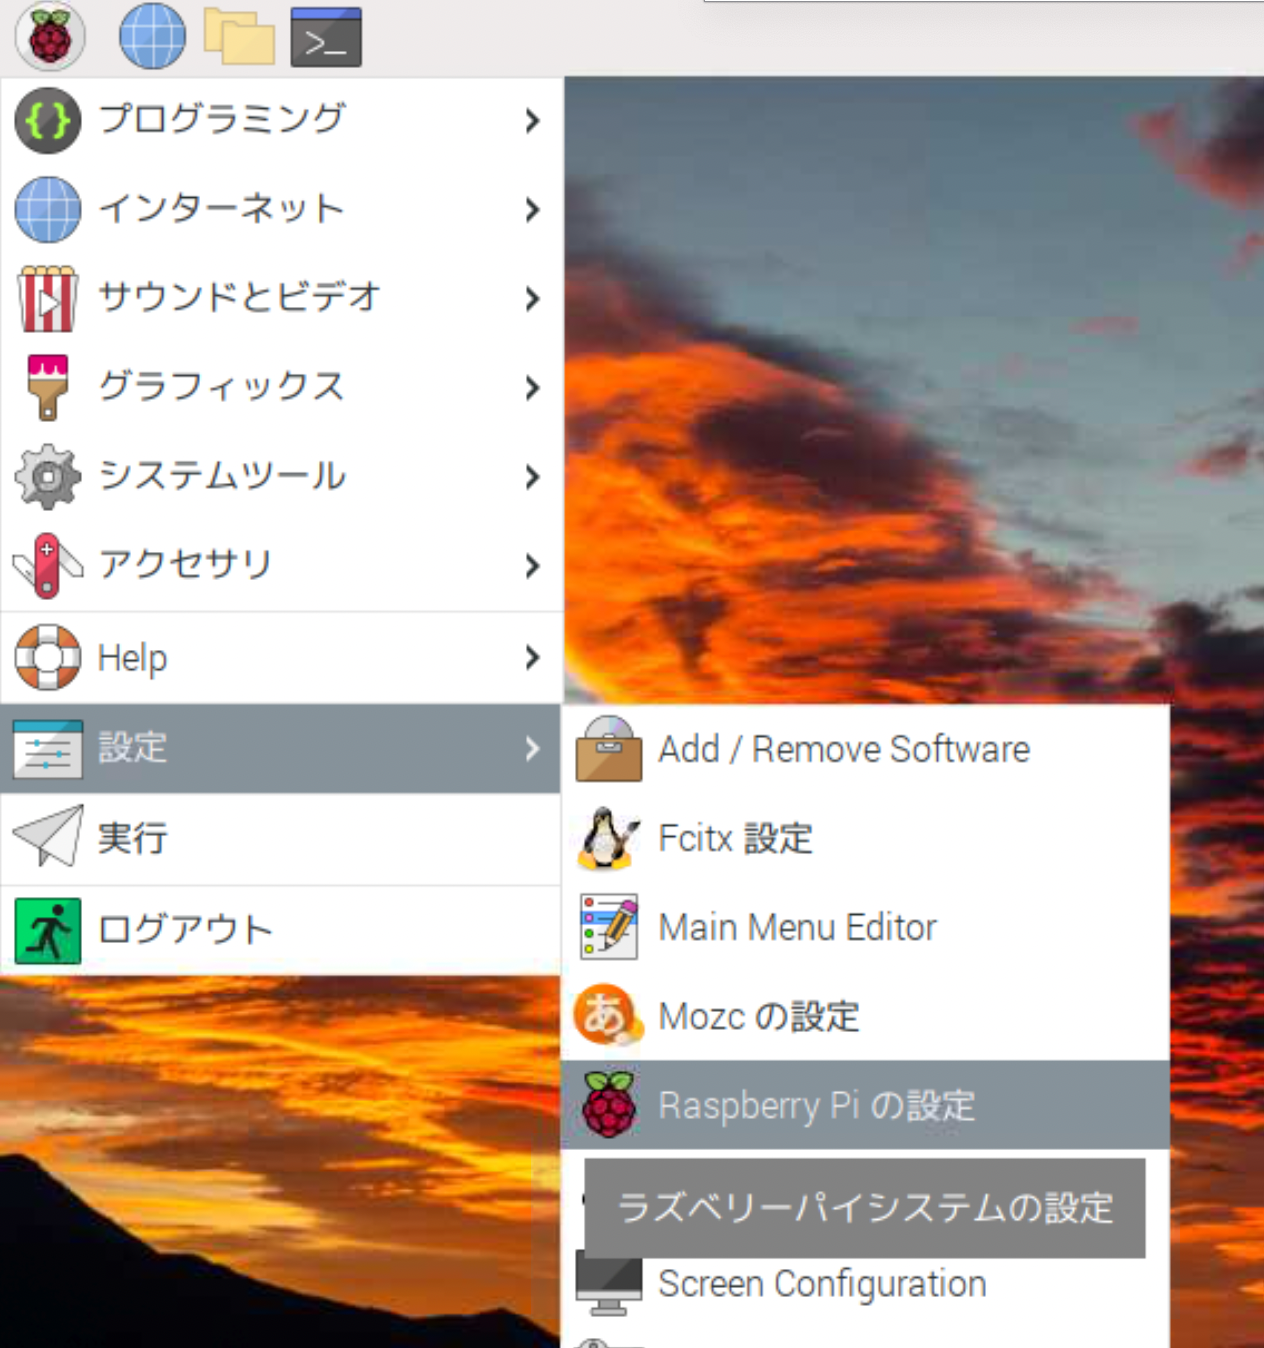 >_
{}
プログラミング
インターネット
サウンドとビデオ
グラフィックス
システムツール
アクセサリ
Help
設定
実行
ログアウト
Add / Remove Software
Fcitx 設定
Main Menu Editor
あ
Mozc の設定
Raspberry Pi の設定
ラズベリーパイシステムの設定
Screen Configuration